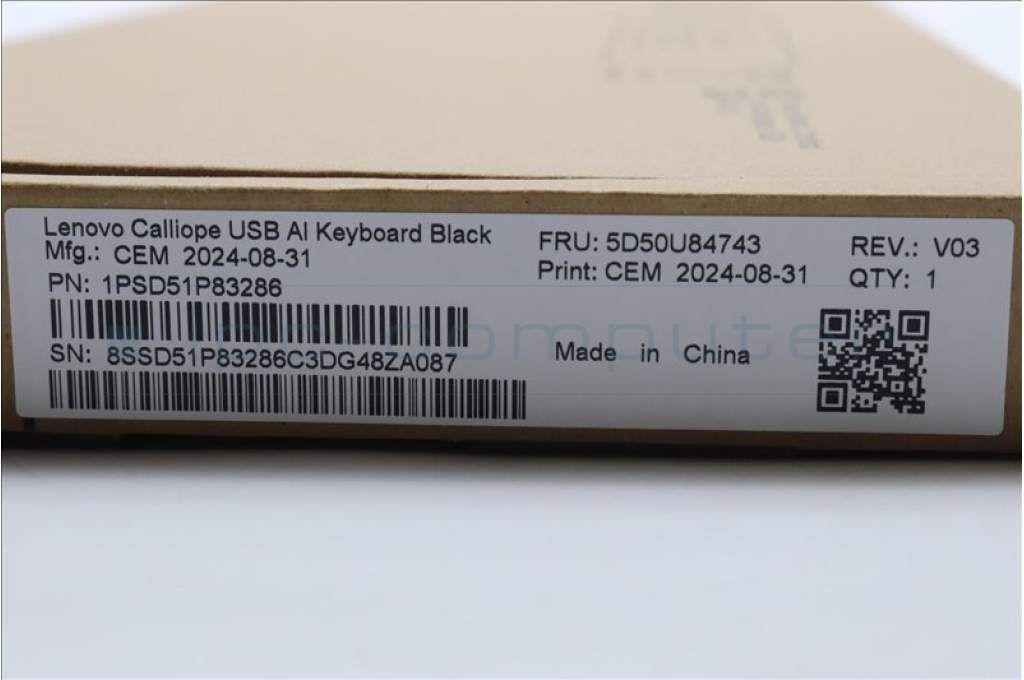 Lenovo Calliope USB AI Keyboard Black
Mfg.: CEM 2024-08-31
PN: 1PSD51P83286
SN: 8SSD51P83286C3DG48ZA087
FRU: 5D50U84743
Print: CEM 2024-08-31
Made in China
REV.: V03
QTY: 1
compute